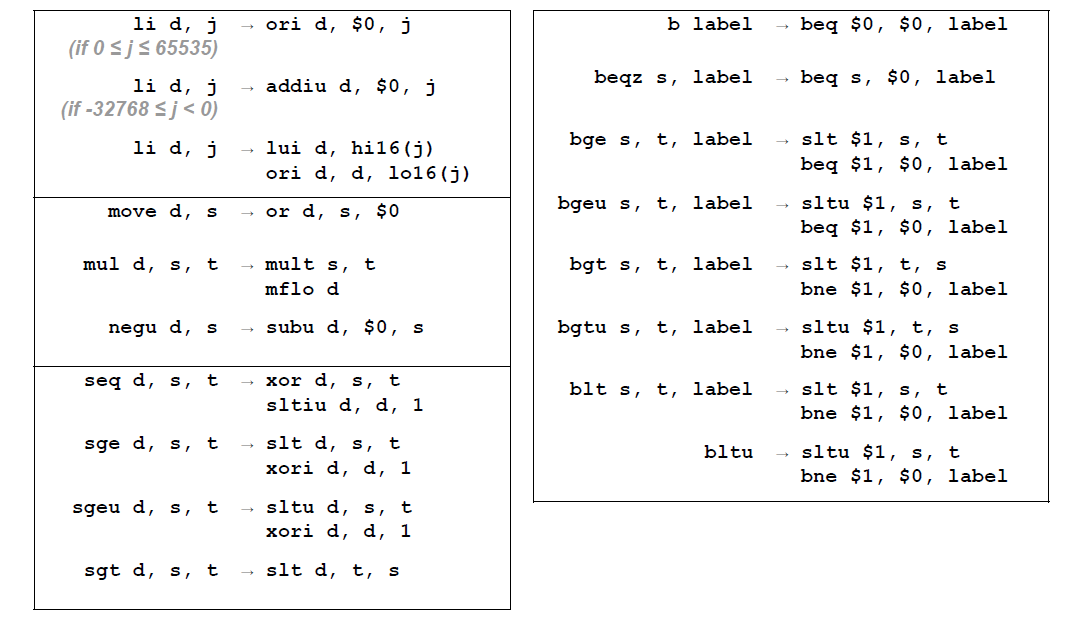 li d, j → ori d, $0, j
(if 0 ≤ j ≤ 65535)
li d, j → addiu d, $0, j
(if -32768 ≤ j < 0)
li d, j → lui d, hi16(j)
ori d, d, lo16(j)
move d, s → or d, s, $0
mul d, s, t → mult s, t
mflo d
negu d, s → subu d, $0, s
seq d, s, t → xor d, s, t
sltiu d, d, 1
sge d, s, t → slt d, s, t
xori d, d, 1
sgeu d, s, t → sltu d, s, t
xori d, d, 1
sgt d, s, t → slt d, t, s
b label → beq $0, $0, label
beqz s, label → beq s, $0, label
bge s, t, label → slt $1, s, t
beq $1, $0, label
bgeu s, t, label → sltu $1, s, t
beq $1, $0, label
bgt s, t, label → slt $1, t, s
bne $1, $0, label
bgtu s, t, label → sltu $1, t, s
bne $1, $0, label
blt s, t, label → slt $1, s, t
bne $1, $0, label
bltu → sltu $1, s, t
bne $1, $0, label